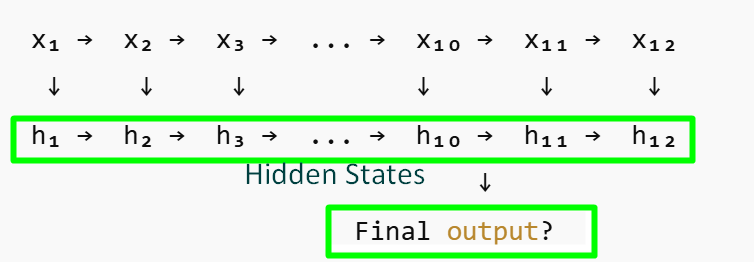 x₁ → x₂ → x₃ → ... → x₁₀ → x₁₁ → x₁₂
↓ ↓ ↓ ↓ ↓ ↓
h₁ → h₂ → h₃ → ... → h₁₀ → h₁₁ → h₁₂
Hidden States ↓
Final output?